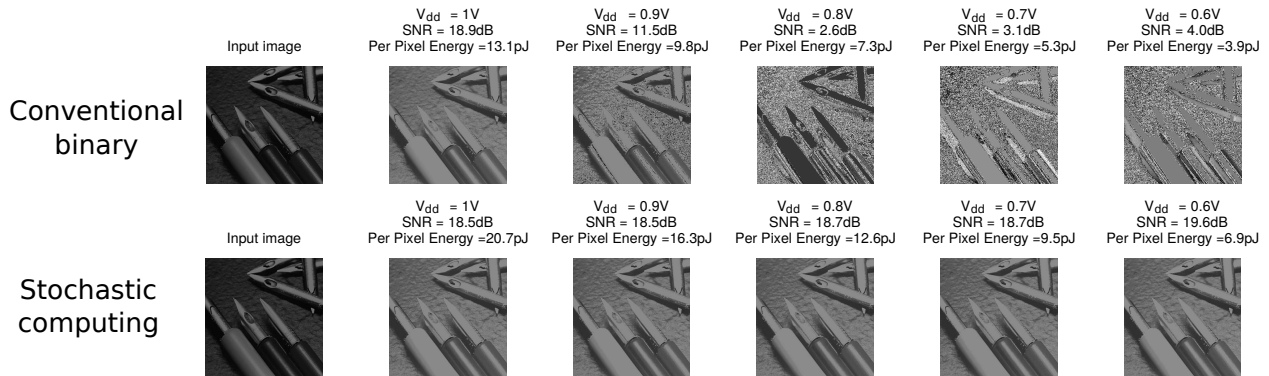 Conventional
binary
Input image
V_dd = 1V
SNR = 18.9dB
Per Pixel Energy =13.1pJ
V_dd = 0.9V
SNR = 11.5dB
Per Pixel Energy =9.8pJ
V_dd = 0.8V
SNR = 2.6dB
Per Pixel Energy =7.3pJ
V_dd = 0.7V
SNR = 3.1dB
Per Pixel Energy =5.3pJ
V_dd = 0.6V
SNR = 4.0dB
Per Pixel Energy =3.9pJ
Stochastic
computing
Input image
V_dd = 1V
SNR = 18.5dB
Per Pixel Energy =20.7pJ
V_dd = 0.9V
SNR = 18.5dB
Per Pixel Energy =16.3pJ
V_dd = 0.8V
SNR = 18.7dB
Per Pixel Energy =12.6pJ
V_dd = 0.7V
SNR = 18.7dB
Per Pixel Energy =9.5pJ
V_dd = 0.6V
SNR = 19.6dB
Per Pixel Energy =6.9pJ